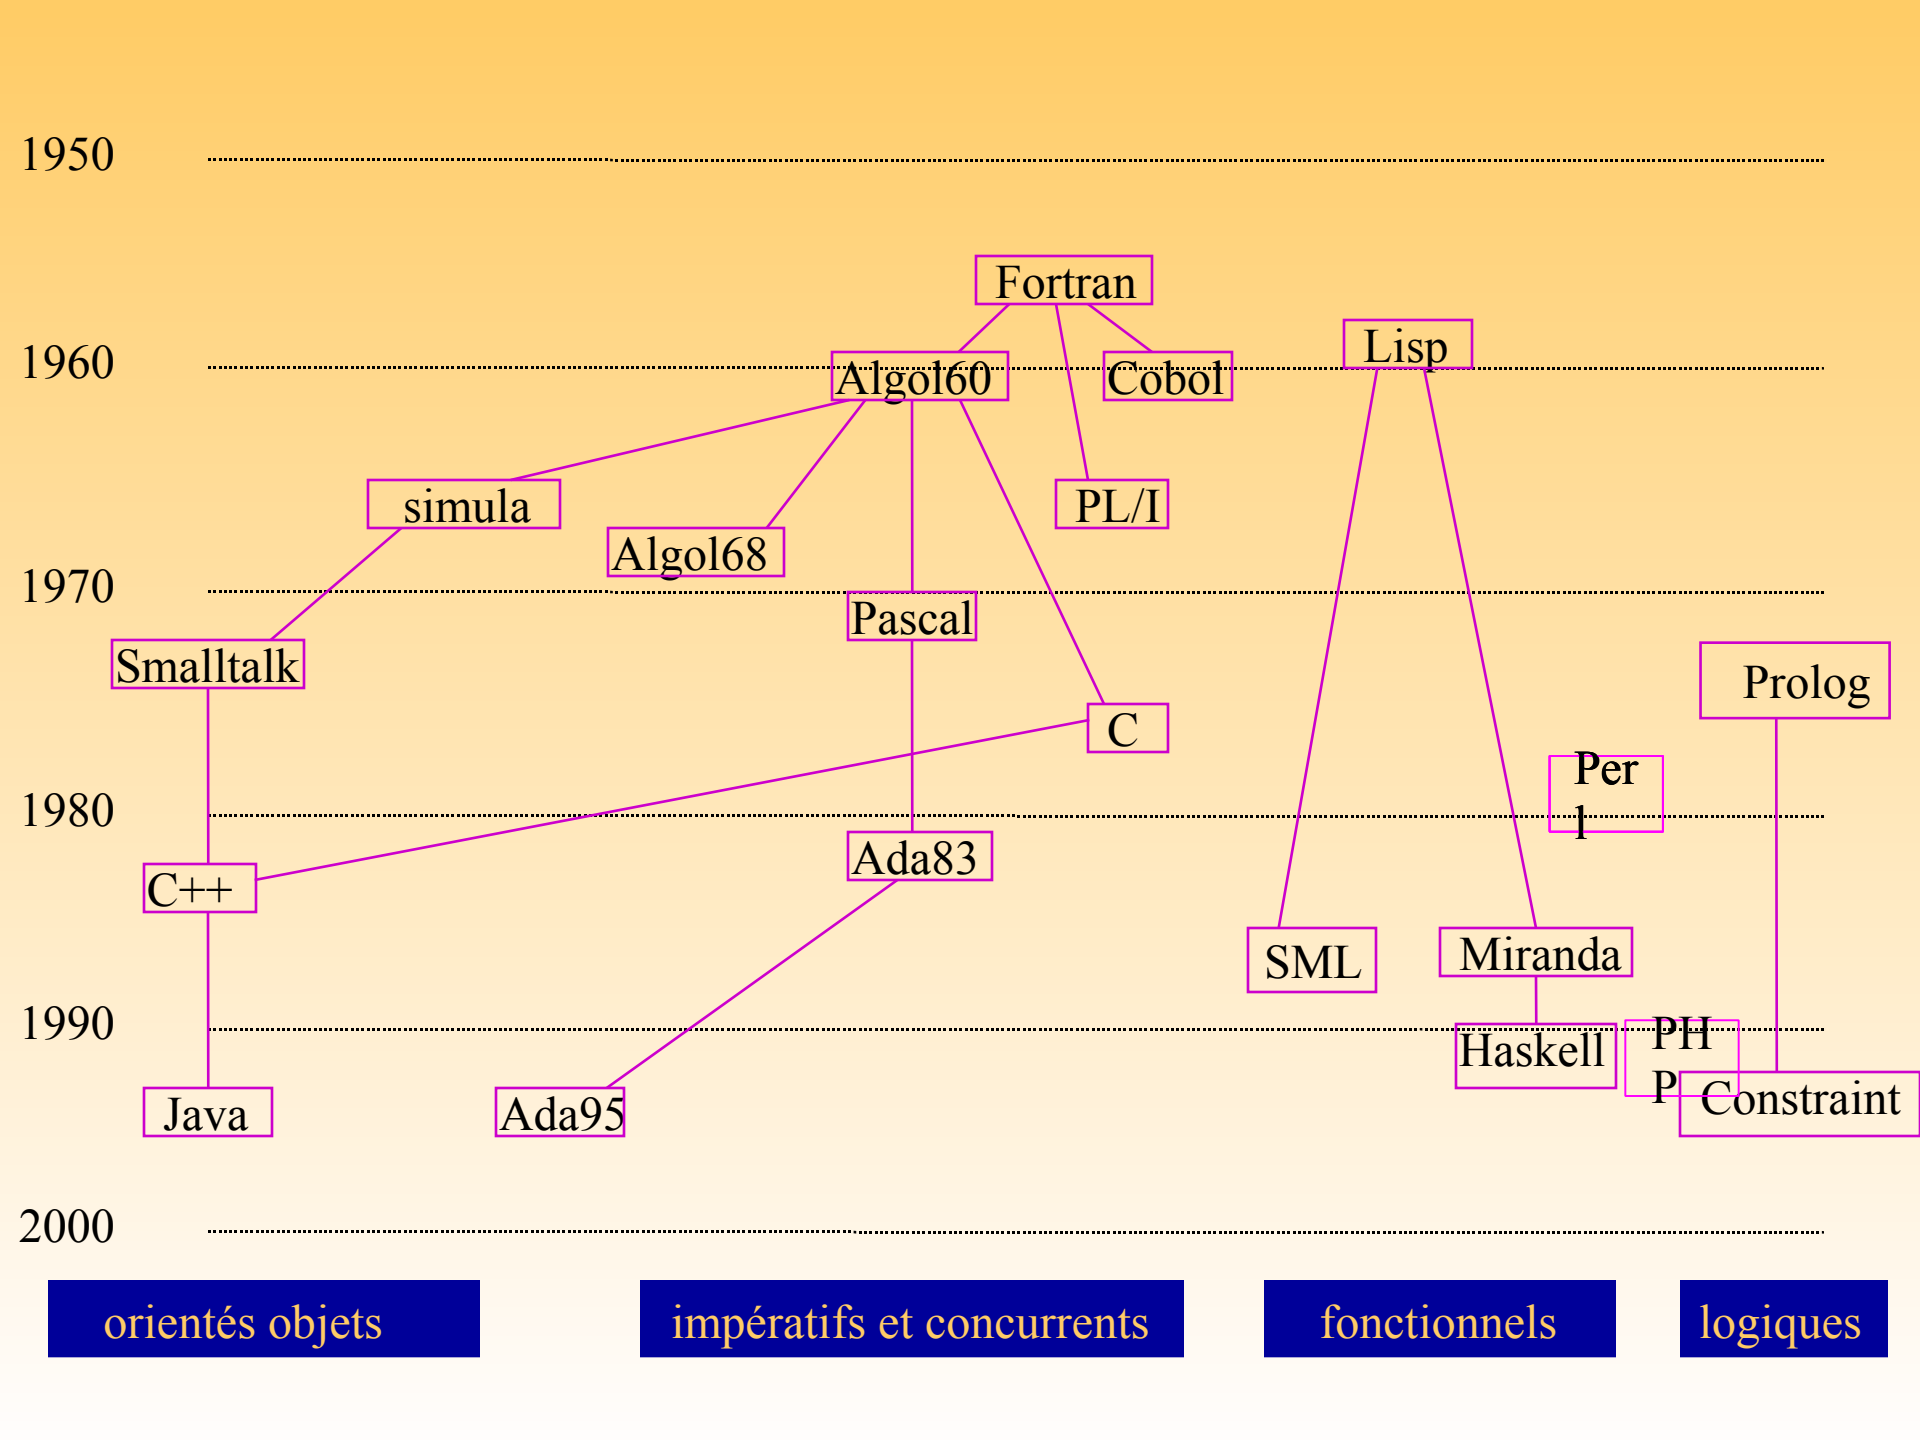 1950
Fortran
Lisp
1960
Algol60
Cobol
simula
PL/I
Algol68
1970
Pascal
Smalltalk
Prolog
C
Per
l
1980
Ada83
C++
SML
Miranda
1990
Haskell
PH
P
Constraint
Java
Ada95
2000
orientés objets
impératifs et concurrents
fonctionnels
logiques